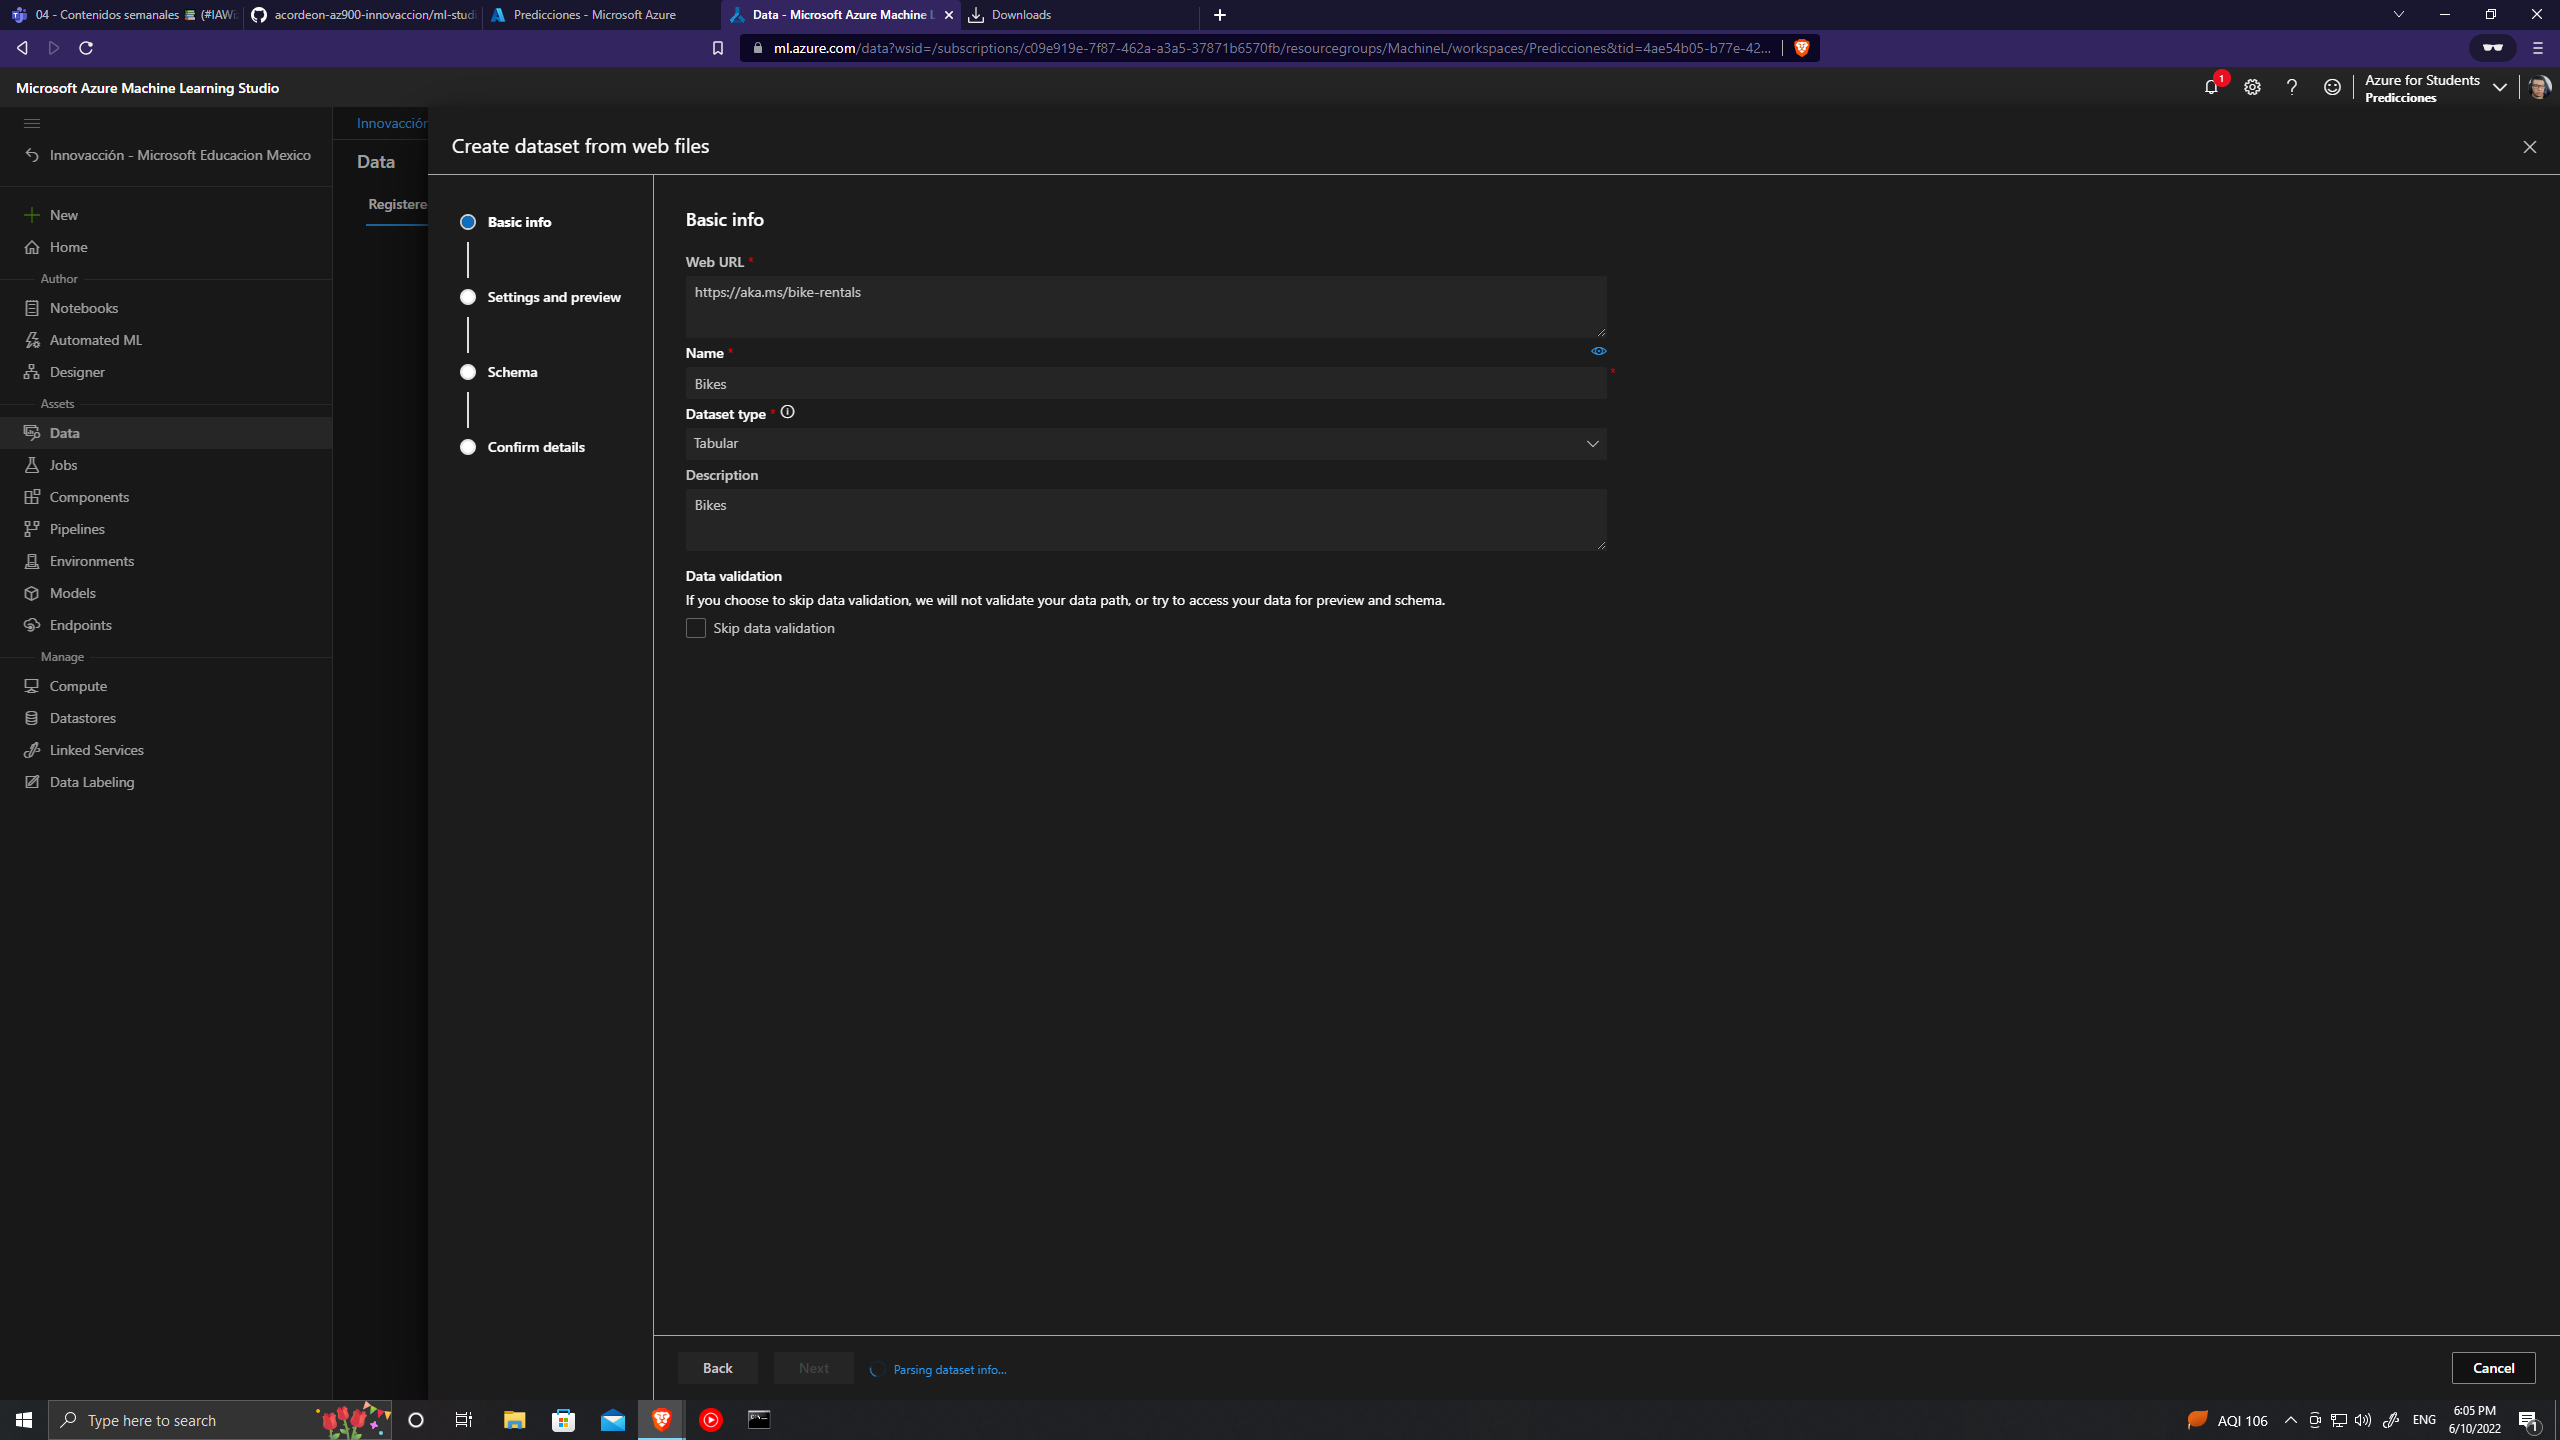 04 - Contenidos semanales
(#IAWi
acordeon-az900-innovaccion/ml-studi
Predicciones - Microsoft Azure
Data - Microsoft Azure Machine L
Downloads
ml.azure.com/data?wsid=/subscriptions/c09e919e-7f87-462a-a3a5-37871b6570fb/resourcegroups/MachineL/workspaces/Predicciones&tid=4ae54b05-b77e-42...
Microsoft Azure Machine Learning Studio
1
Azure for Students
Predicciones
Innovacción - Microsoft Educacion Mexico
New
Home
Author
Notebooks
Automated ML
Designer
Assets
Data
Jobs
Components
Pipelines
Environments
Models
Endpoints
Manage
Compute
Datastores
Linked Services
Data Labeling
Innovacción
Data
Registere
Create dataset from web files
Basic info
Settings and preview
Schema
Confirm details
Basic info
Web URL *
https://aka.ms/bike-rentals
Name *
Bikes
*
Dataset type *
Tabular
Description
Bikes
Data validation
If you choose to skip data validation, we will not validate your data path, or try to access your data for preview and schema.
Skip data validation
Back
Next
Parsing dataset info...
Cancel
Type here to search
AQI 106
ENG
6:05 PM
6/10/2022
1